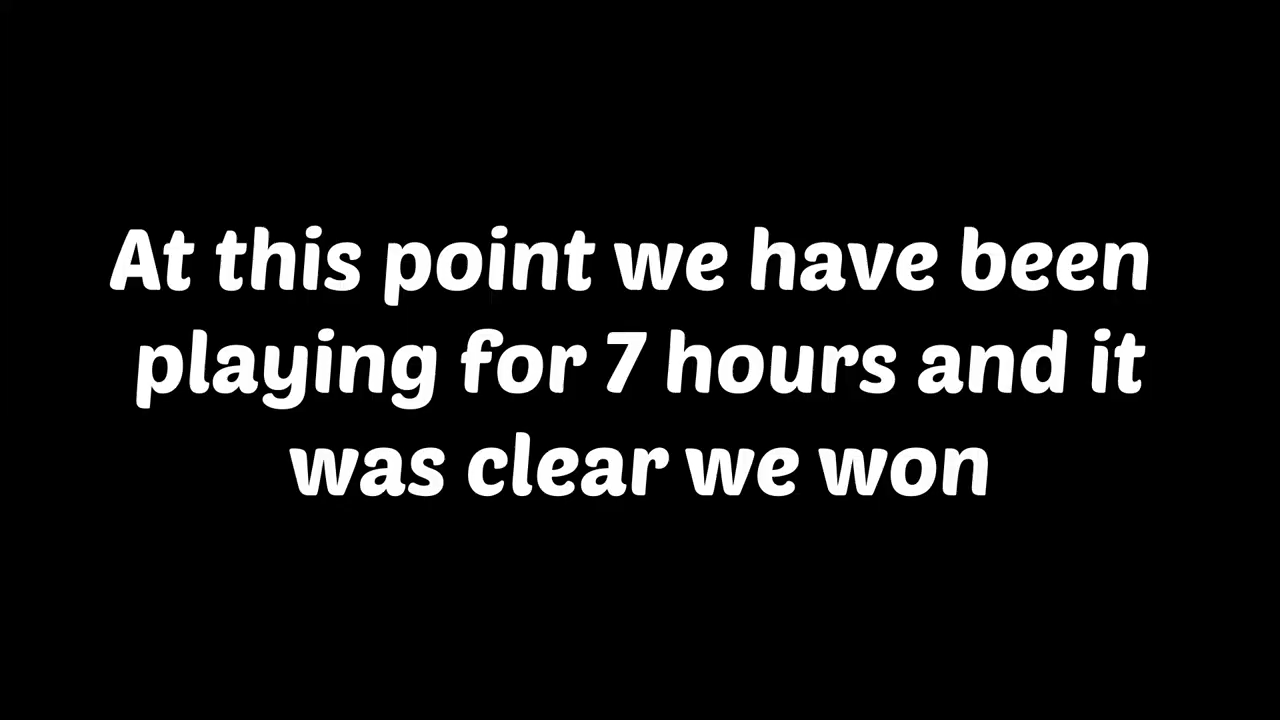 At this point we have been
playing for 7 hours and it
was clear we won